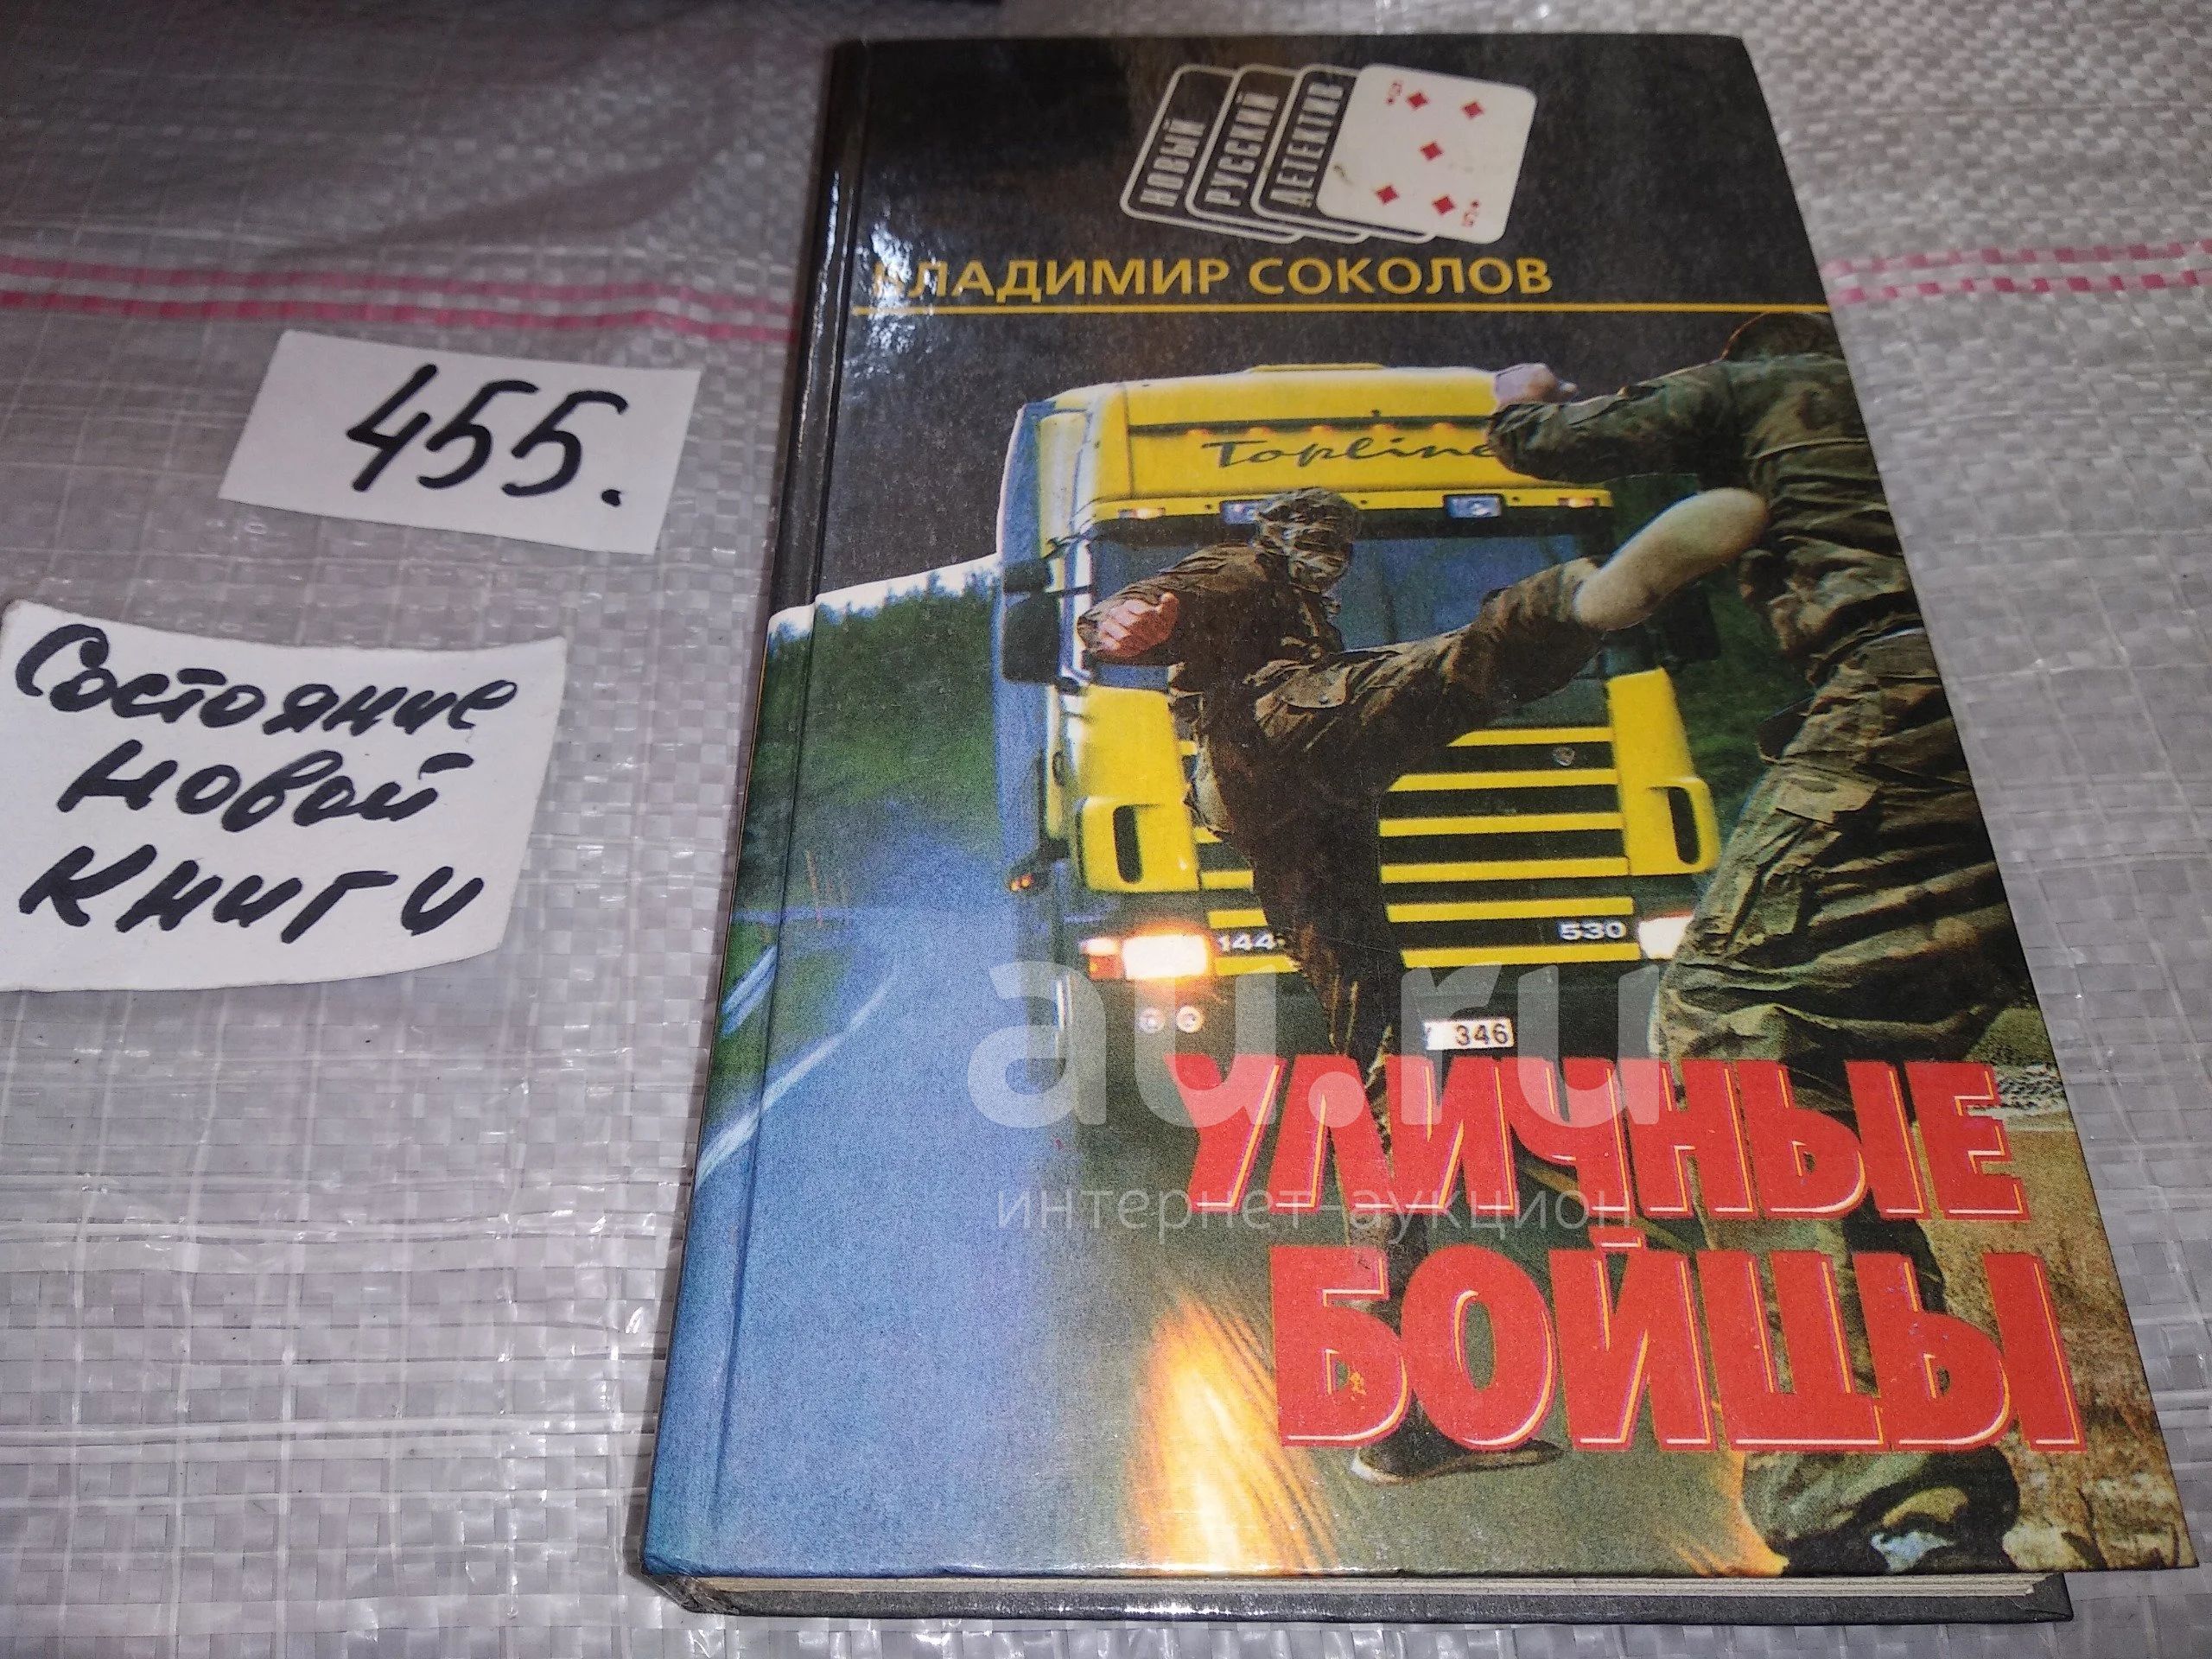 НОВЫЙ
РУССКИЙ
ДЕТЕКТИВ
ВЛАДИМИР СОКОЛОВ
455.
Topline
Состояние
новой
книги
144
530
346
au.ru
УЛИЧНЫЕ
интернет-аукцион
БОЙЦЫ